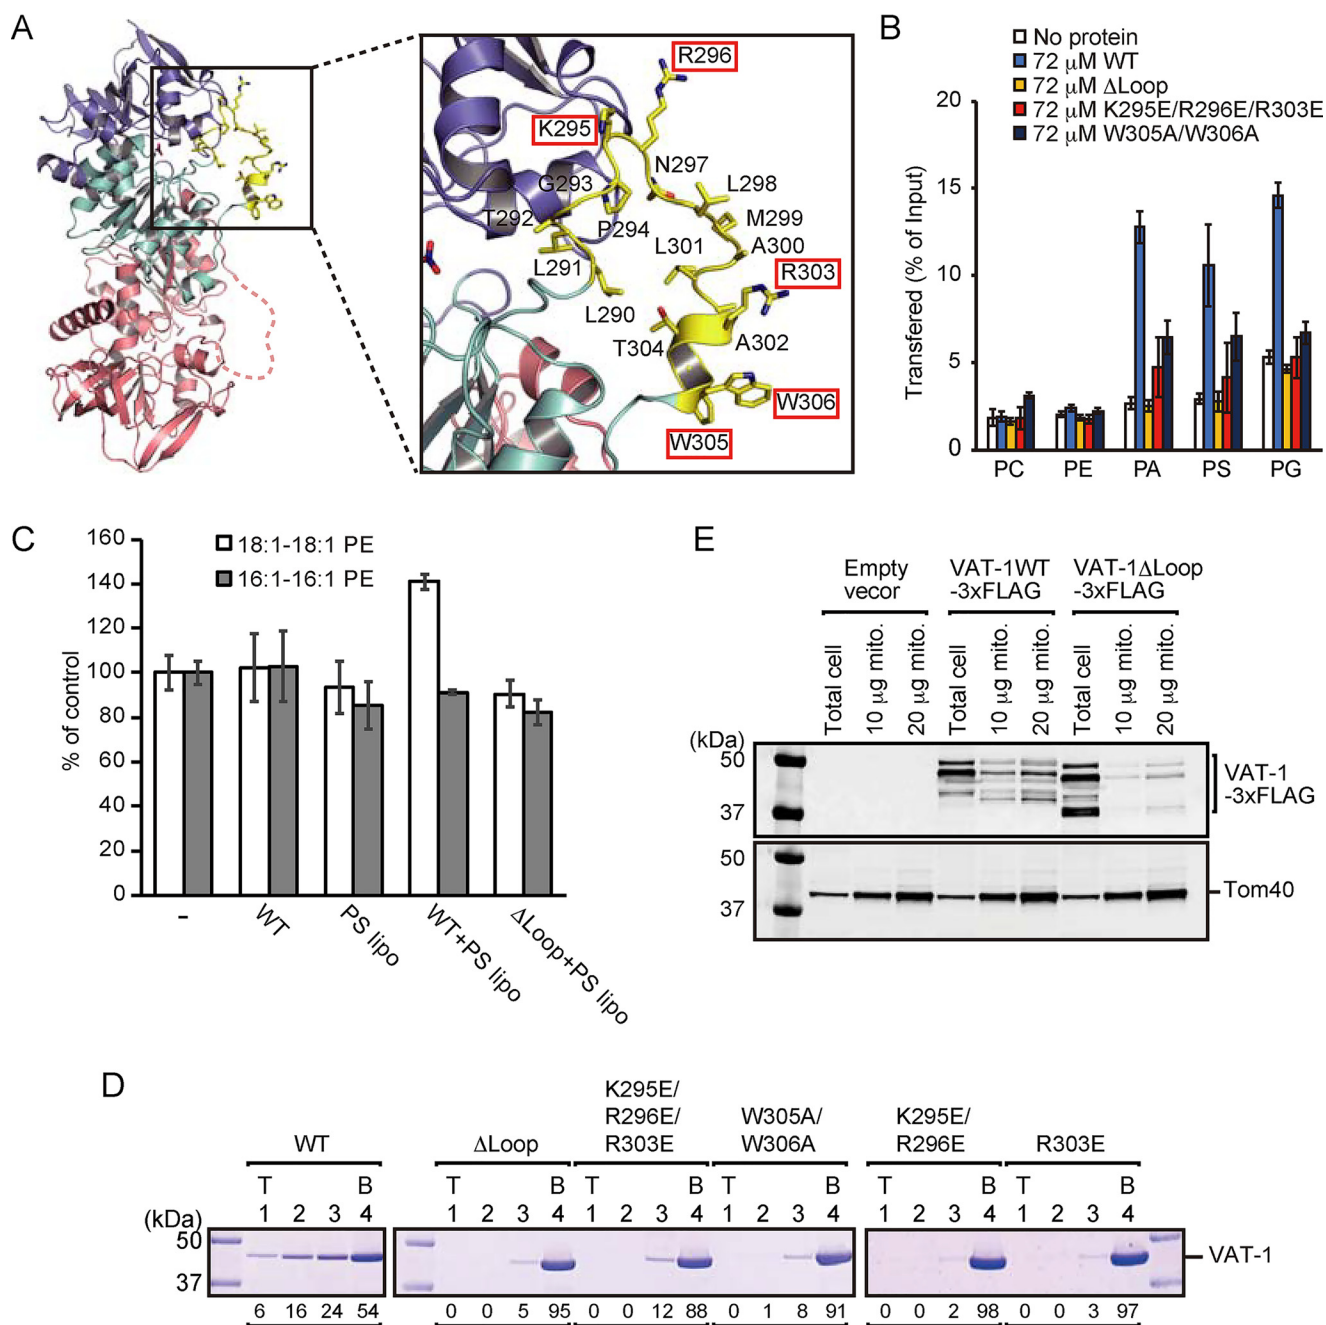 A
R296
K295
N297
G293
L298
T292
M299
P294
L301
A300
L291
R303
L290
T304
A302
W306
W305
B
No protein
72 μM WT
72 μM ΔLoop
72 μM K295E/R296E/R303E
72 μM W305A/W306A
Transfered (% of Input)
20
15
10
5
0
PC PE PA PS PG
C
% of control
160
140
120
100
80
60
40
20
0
18:1-18:1 PE
16:1-16:1 PE
–
WT
PS lipo
WT+PS lipo
ΔLoop+PS lipo
E
Empty vecor
VAT-1WT -3xFLAG
VAT-1ΔLoop -3xFLAG
Total cell
10 μg mito.
20 μg mito.
Total cell
10 μg mito.
20 μg mito.
Total cell
10 μg mito.
20 μg mito.
(kDa)
50
37
VAT-1
-3xFLAG
50
37
Tom40
D
WT
ΔLoop
K295E/
R296E/
R303E
W305A/
W306A
K295E/
R296E
R303E
T B T B T B T B T B T B
1 2 3 4 1 2 3 4 1 2 3 4 1 2 3 4 1 2 3 4 1 2 3 4
(kDa)
50
37
VAT-1
6 16 24 54 0 0 5 95 0 0 12 88 0 1 8 91 0 0 2 98 0 0 3 97